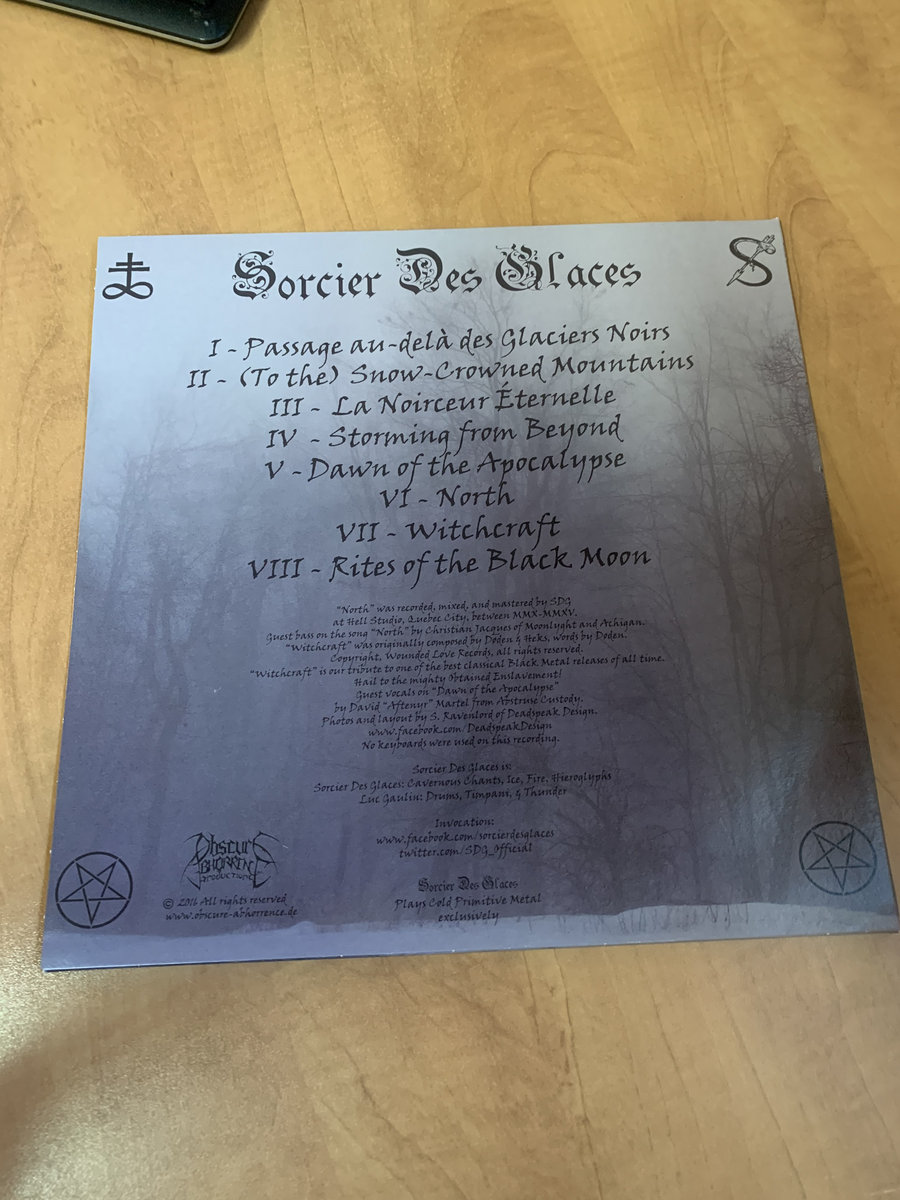 Sorcier Des Glaces
I - Passage au-delà des Glaciers Noirs
II - (To the) Snow-Crowned Mountains
III - La Noirceur Éternelle
IV - Storming from Beyond
V - Dawn of the Apocalypse
VI - North
VII - Witchcraft
VIII - Rites of the Black Moon
"North" was recorded, mixed, and mastered by SDG
at Hell Studio, Quebec City, between MMX-MMXV.
Guest bass on the song "North" by Christian Jacques of Moonlyght and Achigan.
"Witchcraft" was originally composed by Døden & Heks, words by Døden.
Copyright, Wounded Love Records, all rights reserved.
"Witchcraft" is our tribute to one of the best classical Black Metal releases of all time.
Hail to the mighty Obtained Enslavement!
Guest vocals on "Dawn of the Apocalypse"
by David "Aftenyr" Martel from Abstruse Custody.
Photos and layout by S. Ravenlord of Deadspeak Design.
www.facebook.com/DeadspeakDesign
No keyboards were used on this recording.
Sorcier Des Glaces is:
Sorcier Des Glaces: Cavernous Chants, Ice, Fire, Hieroglyphs
Luc Gaulin: Drums, Timpani, & Thunder
Invocation:
www.facebook.com/sorcierdesglaces
twitter.com/SDG_Official
Obscure
Abhorrence
Productions
© 2016 All rights reserved
www.obscure-abhorrence.de
Sorcier Des Glaces
Plays Cold Primitive Metal
exclusively